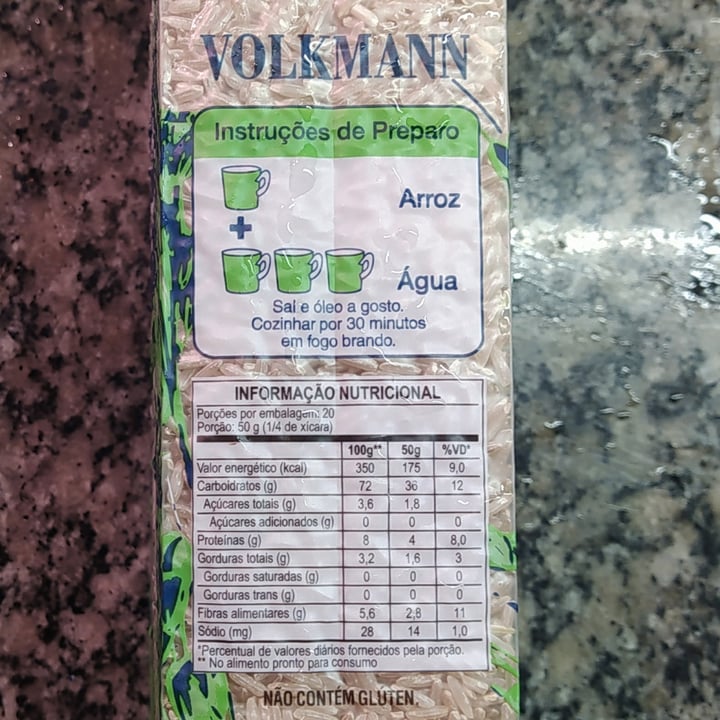 VOLKMANN
Instruções de Preparo
Arroz
+
Água
Sal e óleo a gosto.
Cozinhar por 30 minutos
em fogo brando.
INFORMAÇÃO NUTRICIONAL
Porções por embalagem: 20
Porção: 50 g (1/4 de xícara)
100g** 50g %VD*
Valor energético (kcal) 350 175 9,0
Carboidratos (g) 72 36 12
Açúcares totais (g) 3,6 1,8
Açúcares adicionados (g) 0 0 0
Proteínas (g) 8 4 8,0
Gorduras totais (g) 3,2 1,6 3
Gorduras saturadas (g) 0 0 0
Gorduras trans (g) 0 0 0
Fibras alimentares (g) 5,6 2,8 11
Sódio (mg) 28 14 1,0
*Percentual de valores diários fornecidos pela porção.
** No alimento pronto para consumo
NÃO CONTÉM GLÚTEN.